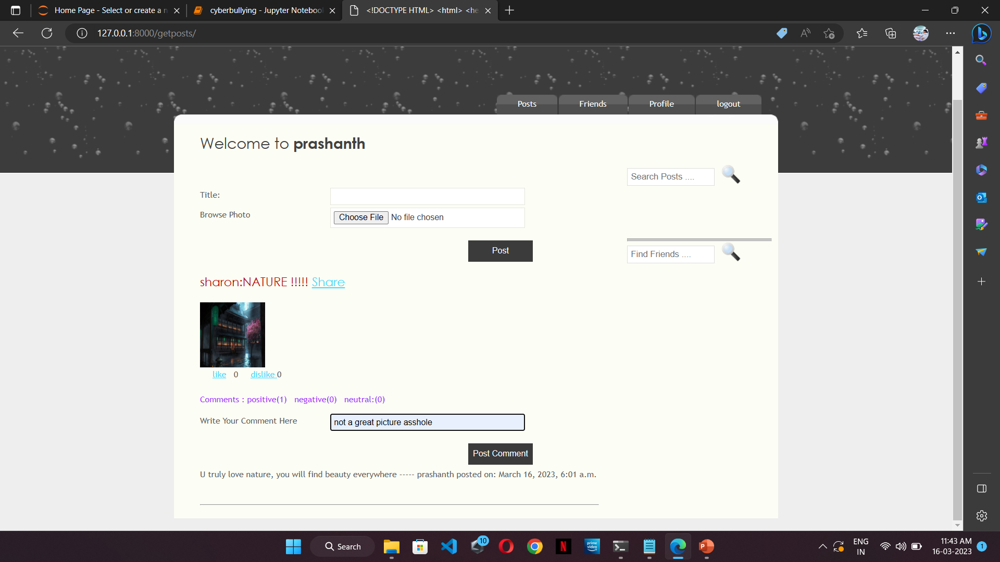 Home Page - Select or create a n
cyberbullying - Jupyter Notebook
<!DOCTYPE HTML> <html> <he
127.0.0.1:8000/getposts/
Posts
Friends
Profile
logout
Welcome to prashanth
Search Posts ....
Title:
Browse Photo
Choose File No file chosen
Post
Find Friends ....
sharon:NATURE !!!!! Share
like 0 dislike 0
Comments : positive(1) negative(0) neutral:(0)
Write Your Comment Here
not a great picture asshole
Post Comment
U truly love nature, you will find beauty everywhere ----- prashanth posted on: March 16, 2023, 6:01 a.m.
Search
10
prime video
ENG
IN
11:43 AM
16-03-2023
1